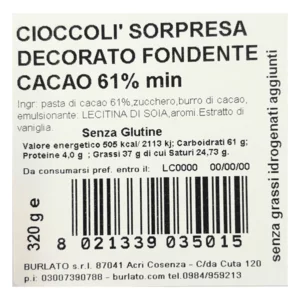 CIOCCOLI' SORPRESA
DECORATO FONDENTE
CACAO 61% min
Ingr: pasta di cacao 61%,zucchero,burro di cacao,
emulsionante: LECITINA DI SOIA,aromi.Estratto di
vaniglia.
Senza Glutine
Valore energetico 505 kcal/ 2113 kj; Carboidrati 61 g;
Proteine 4,0 g ; Grassi 37 g di cui Saturi 24,73 g.
Da consumarsi pref. entro il: LC0000 00/00/00
320 g e
8 021339 035015
BURLATO s.r.l. 87041 Acri Cosenza - C/da Cuta 120
p.i: 03007390788 - burlato.com tel.0984/959213
senza grassi idrogenati aggiunti